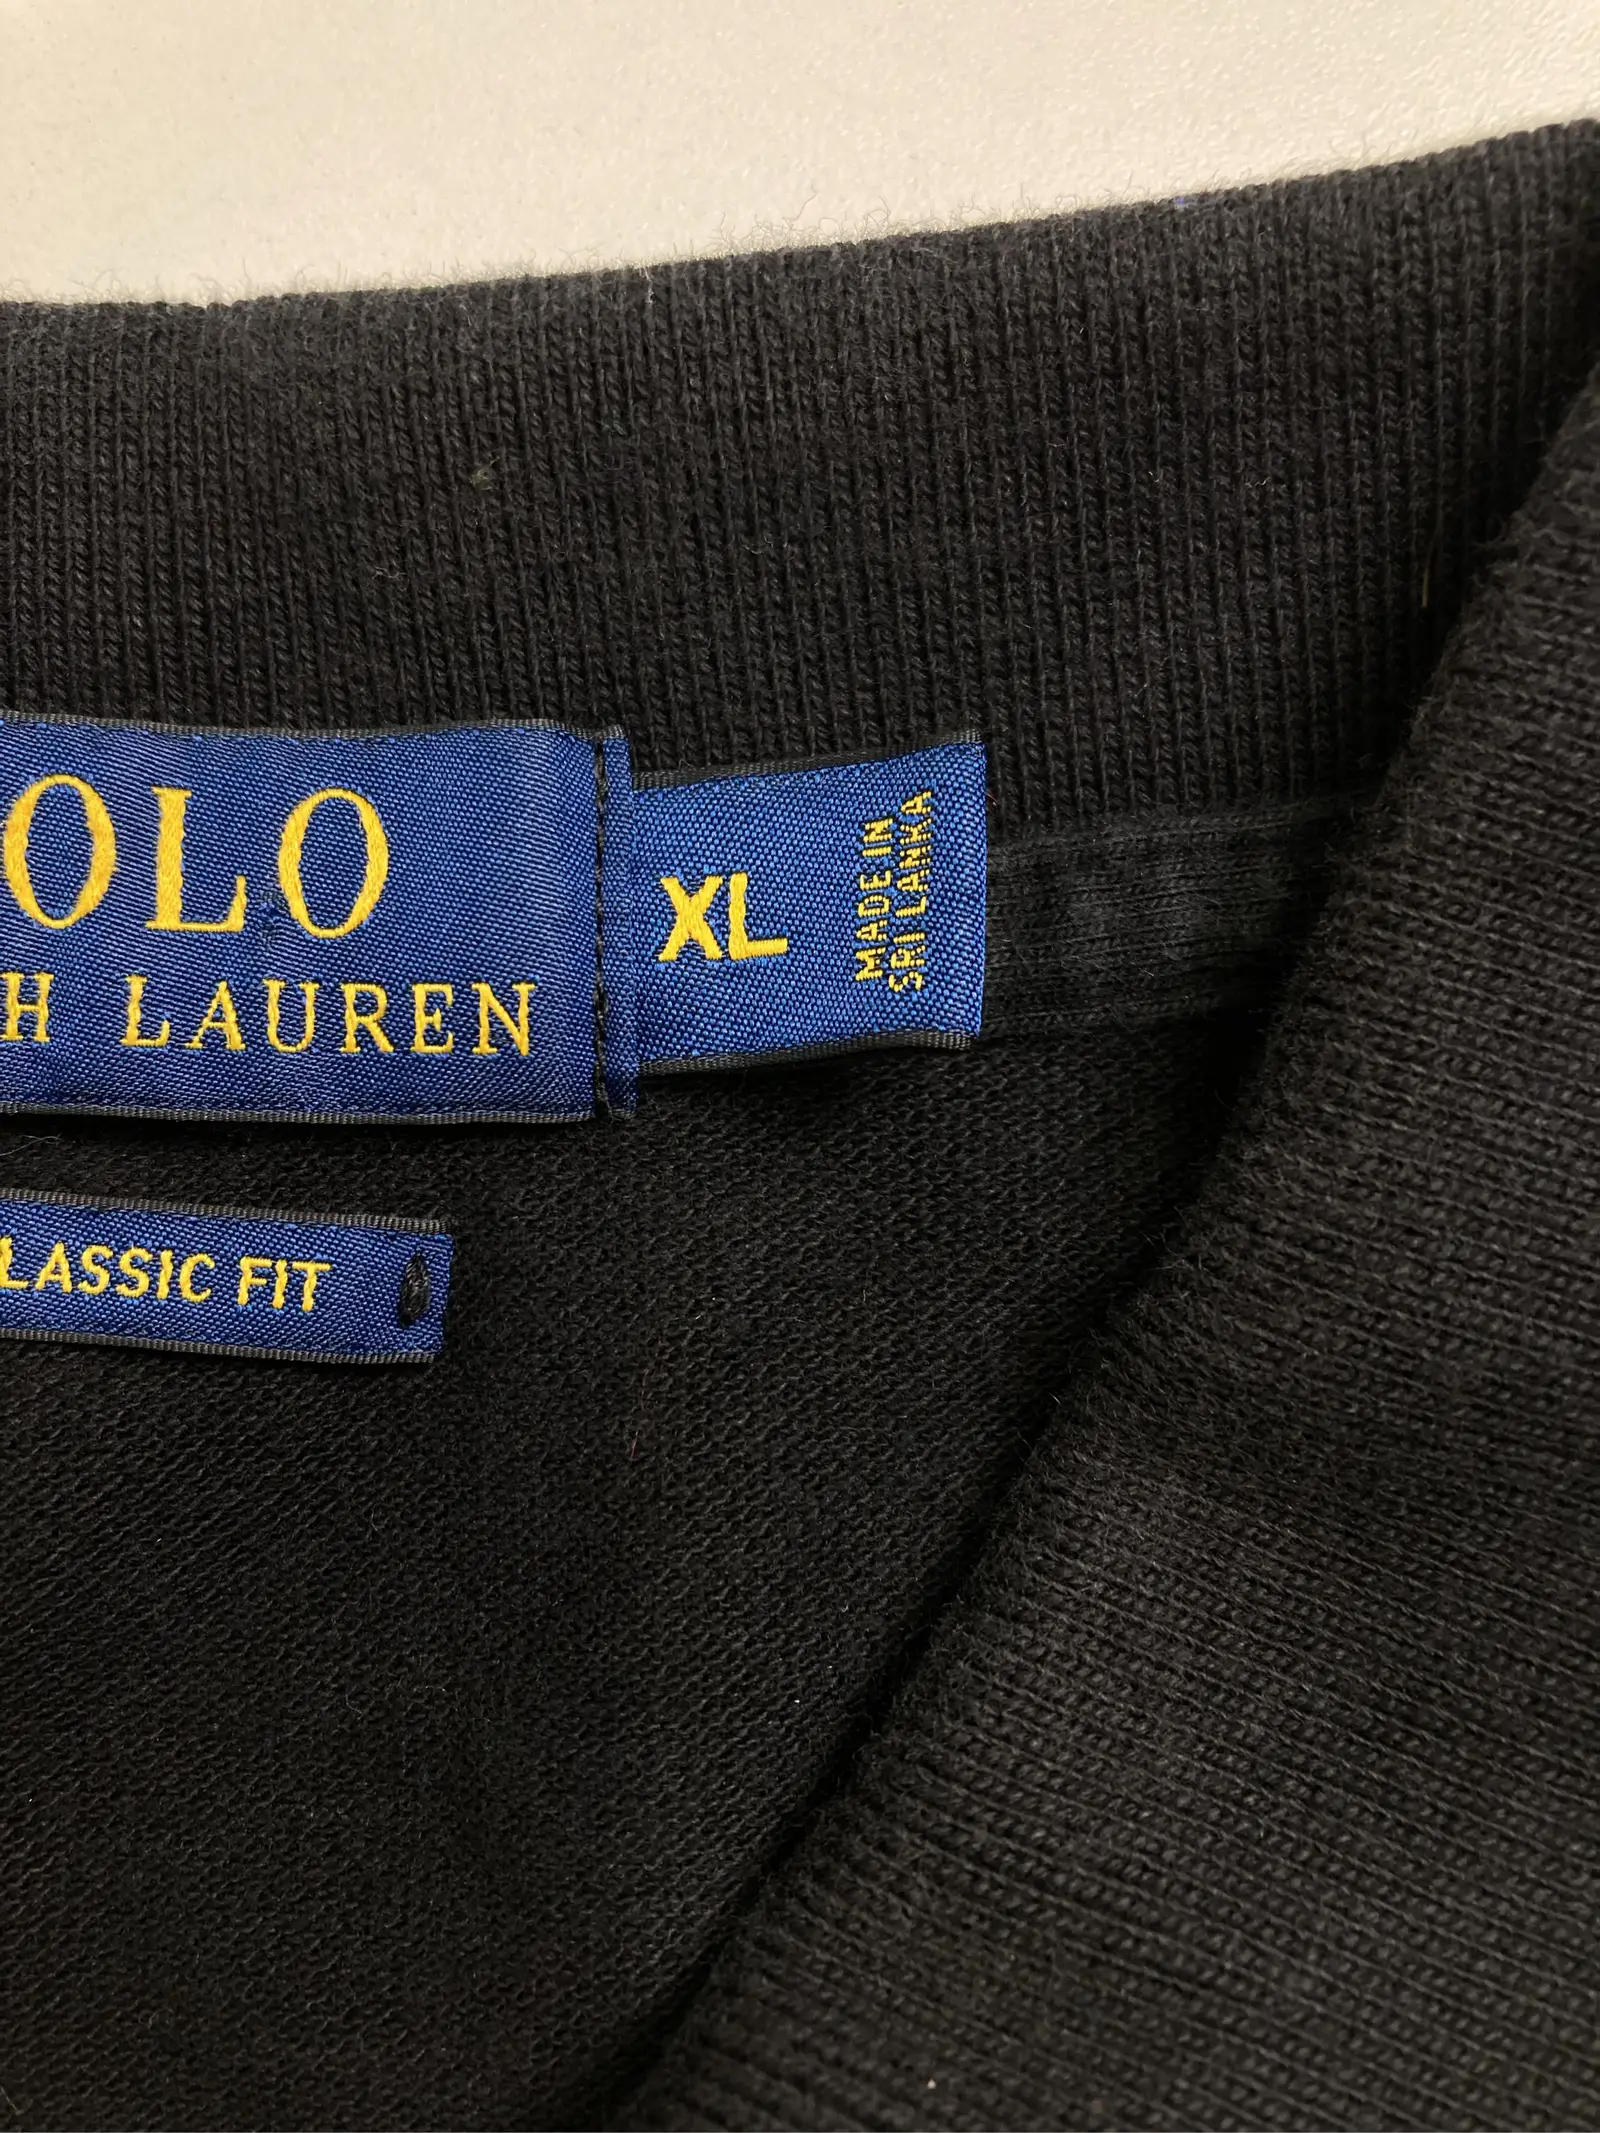 OLO
H LAUREN
XL
MADE IN
SRI LANKA
LASSIC FIT